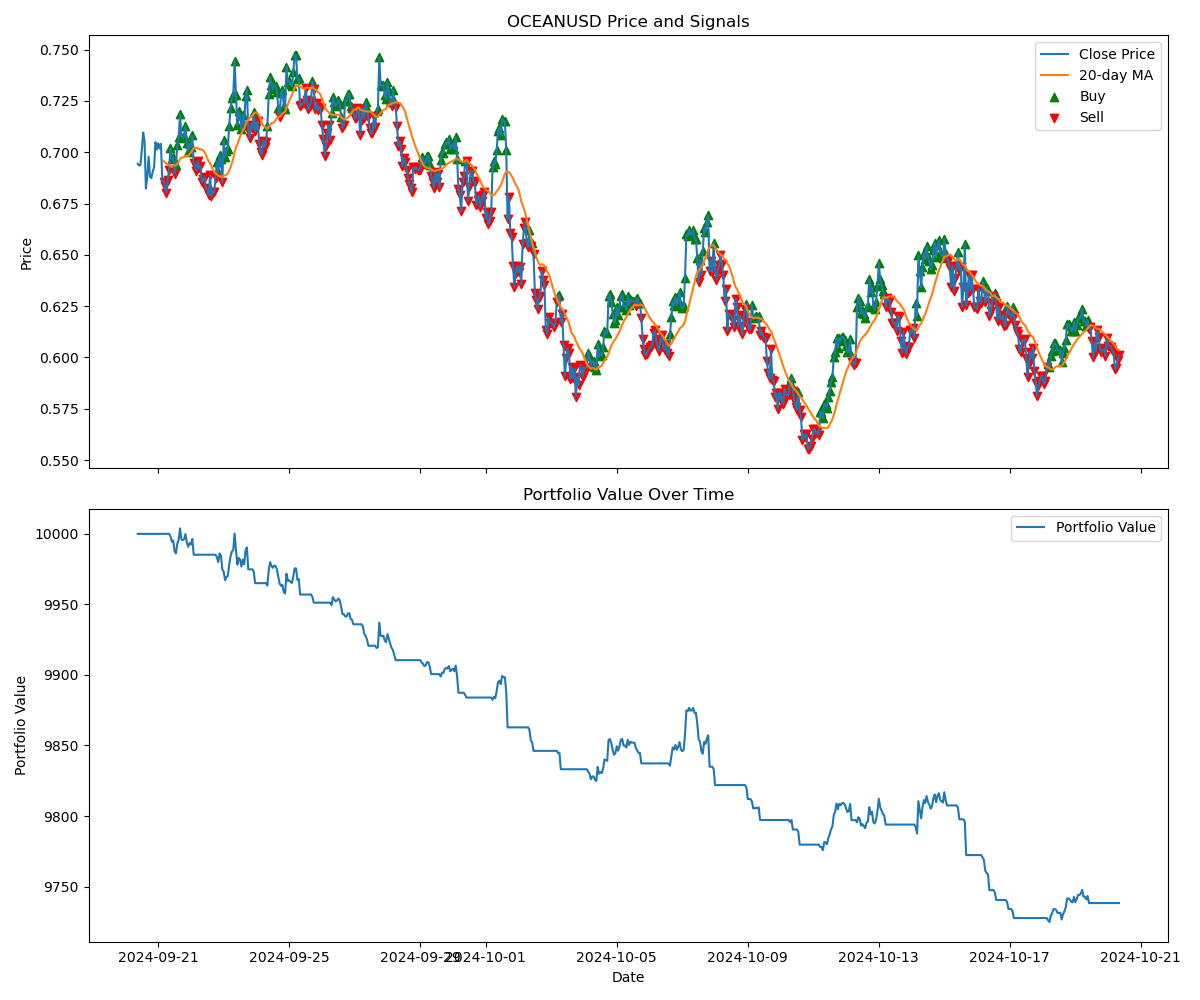 OCEANUSD Price and Signals
Price
0.750
0.725
0.700
0.675
0.650
0.625
0.600
0.575
0.550
Close Price
20-day MA
Buy
Sell
Portfolio Value Over Time
Portfolio Value
10000
9950
9900
9850
9800
9750
Portfolio Value
2024-09-21 2024-09-25 2024-09-29 2024-10-01 2024-10-05 2024-10-09 2024-10-13 2024-10-17 2024-10-21
Date